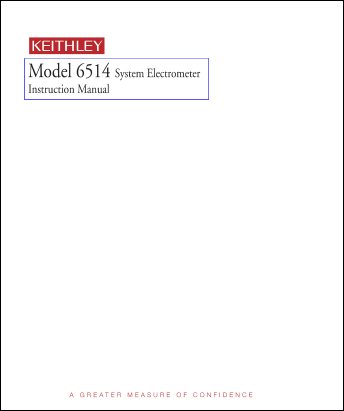 KEITHLEY
Model 6514 System Electrometer
Instruction Manual
A GREATER MEASURE OF CONFIDENCE